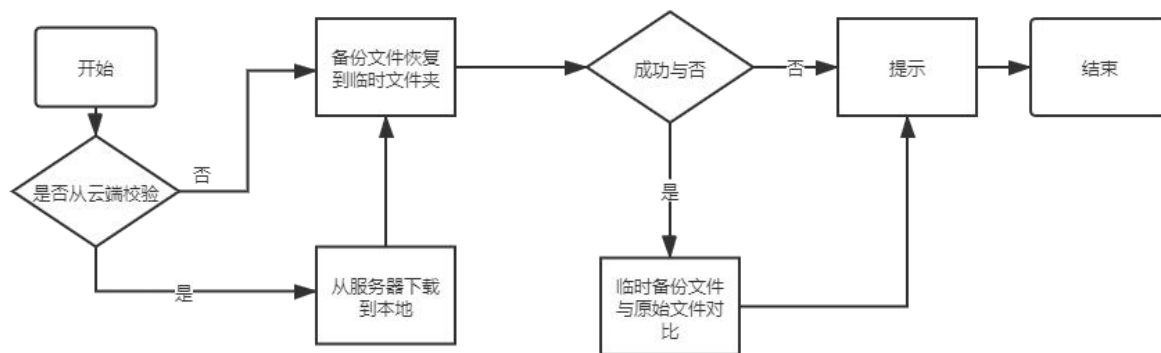 开始
是否从云端校验
否
是
备份文件恢复
到临时文件夹
从服务器下载
到本地
成功与否
否
是
临时备份文件
与原始文件对
比
提示
结束